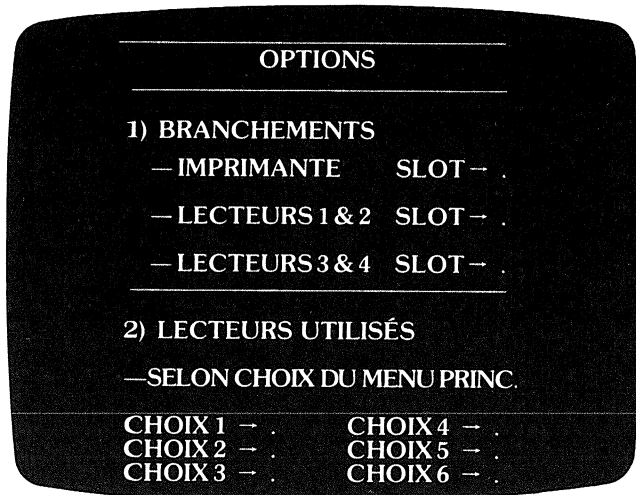 OPTIONS
1) BRANCHEMENTS
— IMPRIMANTE SLOT→ .
— LECTEURS 1 & 2 SLOT→ .
— LECTEURS 3 & 4 SLOT→ .
2) LECTEURS UTILISÉS
—SELON CHOIX DU MENU PRINC.
CHOIX 1 → . CHOIX 4 → .
CHOIX 2 → . CHOIX 5 → .
CHOIX 3 → . CHOIX 6 → .